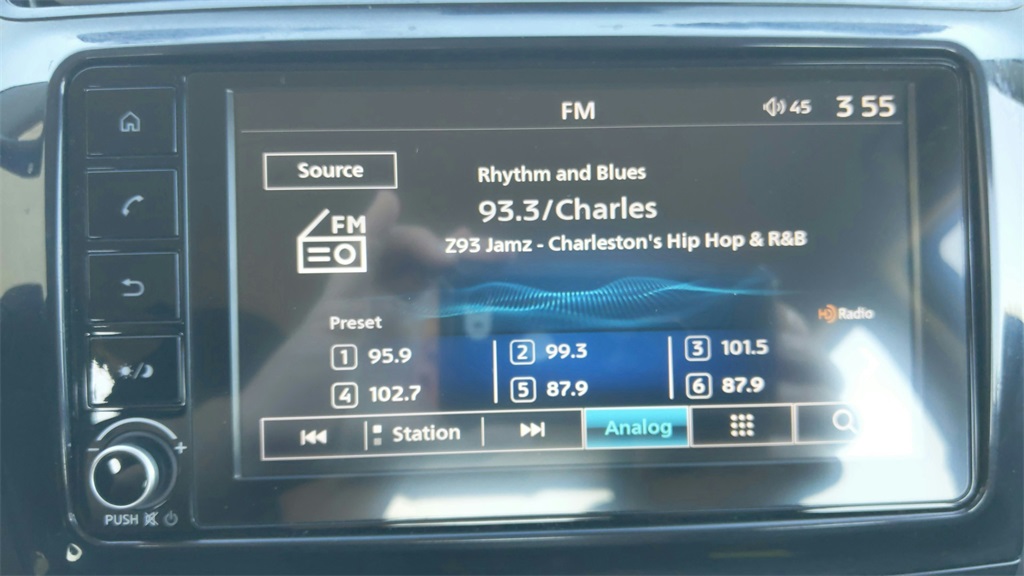 FM
45
3 55
Source
Rhythm and Blues
93.3/Charles
Z93 Jamz - Charleston's Hip Hop & R&B
FM
HD Radio
Preset
1 95.9
2 99.3
3 101.5
4 102.7
5 87.9
6 87.9
Station
Analog
- +
PUSH